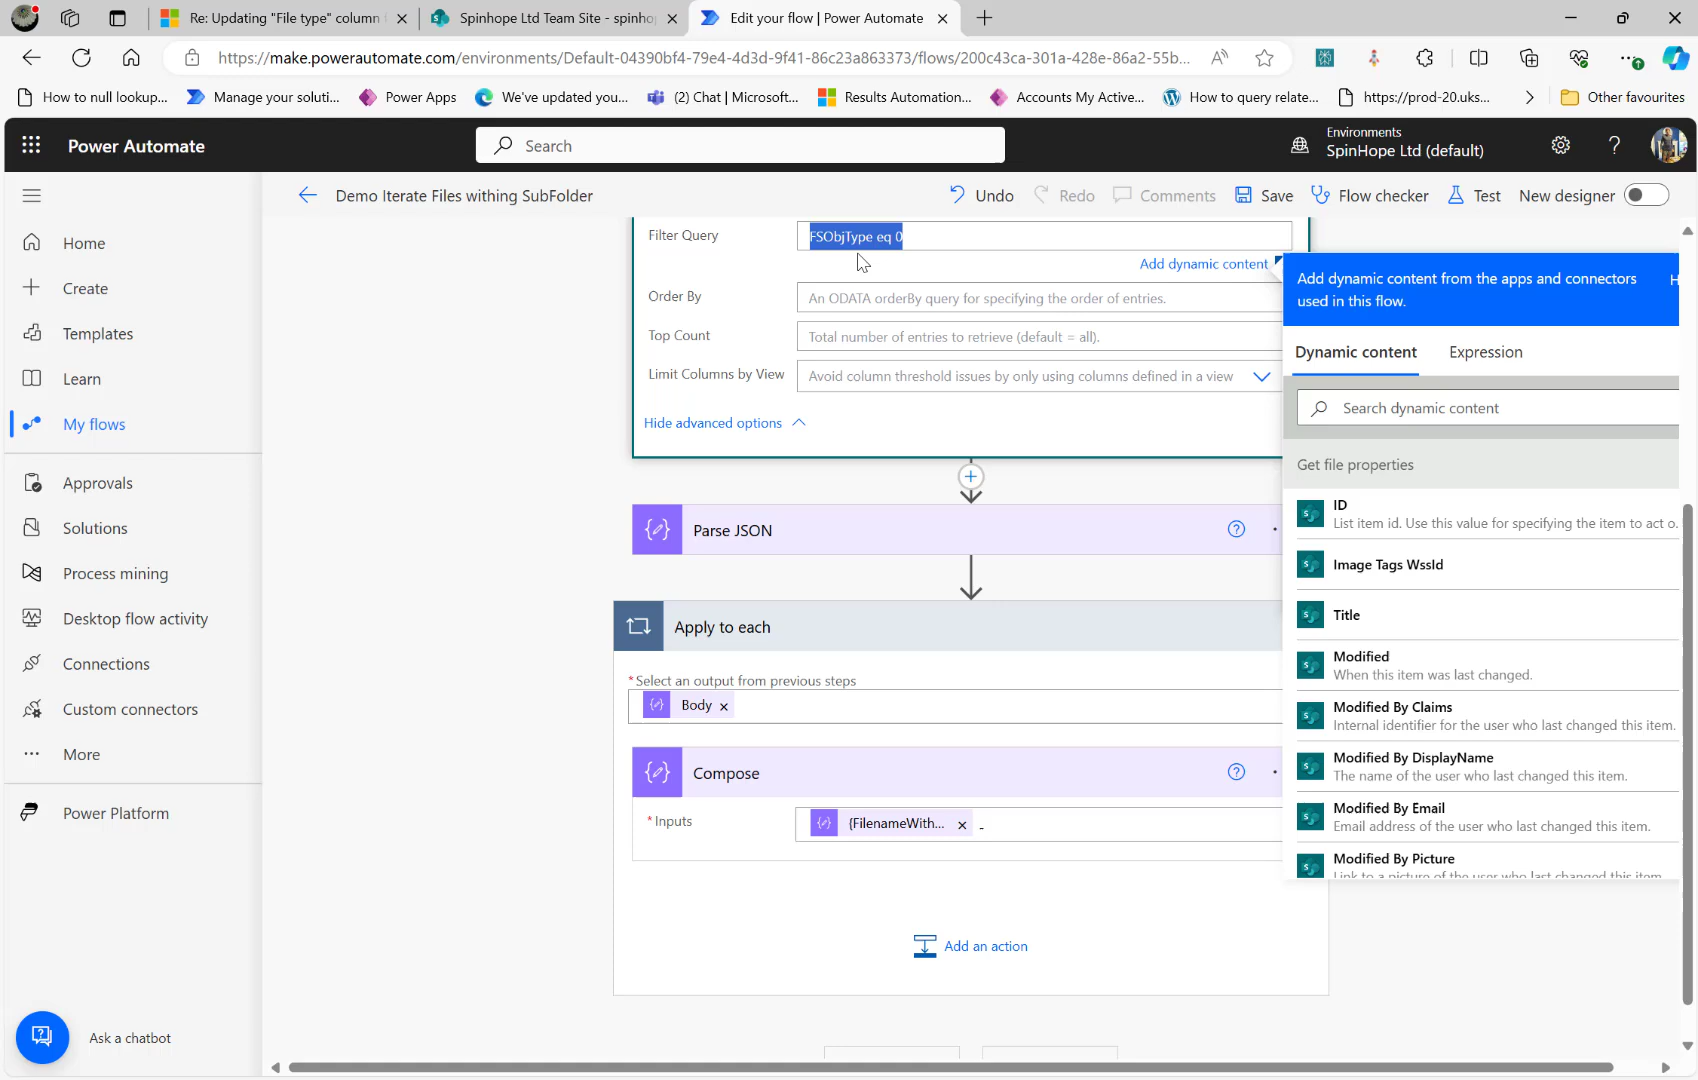 Re: Updating "File type" column
Spinhope Ltd Team Site - spinho
Edit your flow | Power Automate
https://make.powerautomate.com/environments/Default-04390bf4-79e4-4d3d-9f41-86c23a863373/flows/200c43ca-301a-428e-86a2-55b...
How to null lookup...
Manage your soluti...
Power Apps
We've updated you...
(2) Chat | Microsoft...
Results Automation...
Accounts My Active...
How to query relate...
https://prod-20.uks...
Other favourites
Power Automate
Search
Environments
SpinHope Ltd (default)
Demo Iterate Files withing SubFolder
Undo
Redo
Comments
Save
Flow checker
Test
New designer
Home
Create
Templates
Learn
My flows
Approvals
Solutions
Process mining
Desktop flow activity
Connections
Custom connectors
More
Power Platform
Ask a chatbot
Filter Query
FSObjType eq 0
Add dynamic content
Order By
An ODATA orderBy query for specifying the order of entries.
Top Count
Total number of entries to retrieve (default = all).
Limit Columns by View
Avoid column threshold issues by only using columns defined in a view
Hide advanced options
Parse JSON
Apply to each
* Select an output from previous steps
Body
Compose
* Inputs
{FilenameWith... -
Add an action
Add dynamic content from the apps and connectors H
used in this flow.
Dynamic content
Expression
Search dynamic content
Get file properties
ID
List item id. Use this value for specifying the item to act o.
Image Tags WssId
Title
Modified
When this item was last changed.
Modified By Claims
Internal identifier for the user who last changed this item.
Modified By DisplayName
The name of the user who last changed this item.
Modified By Email
Email address of the user who last changed this item.
Modified By Picture
Link to a picture of the user who last changed this item